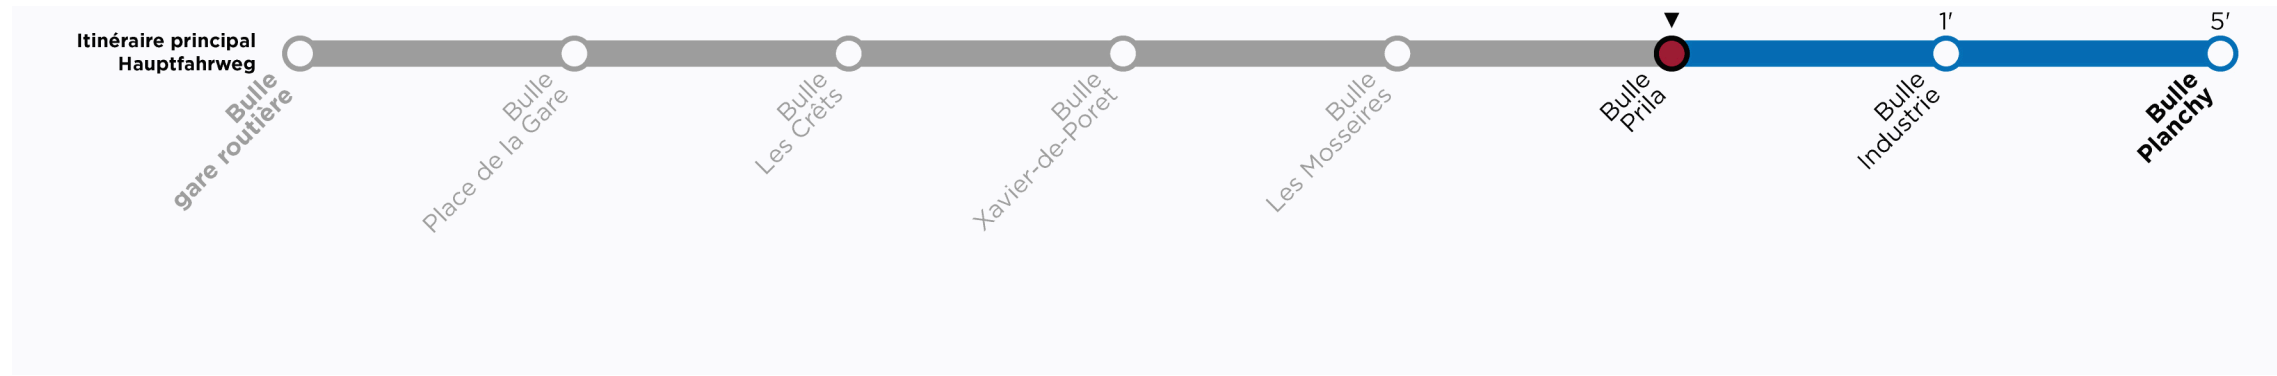 ▼
1'
5'
Itinéraire principal
Hauptfahrweg
Bulle
gare routière
Bulle
Place de la Gare
Bulle
Les Crêts
Bulle
Xavier-de-Poret
Bulle
Les Mosseires
Bulle
Prila
Bulle
Industrie
Bulle
Planchy